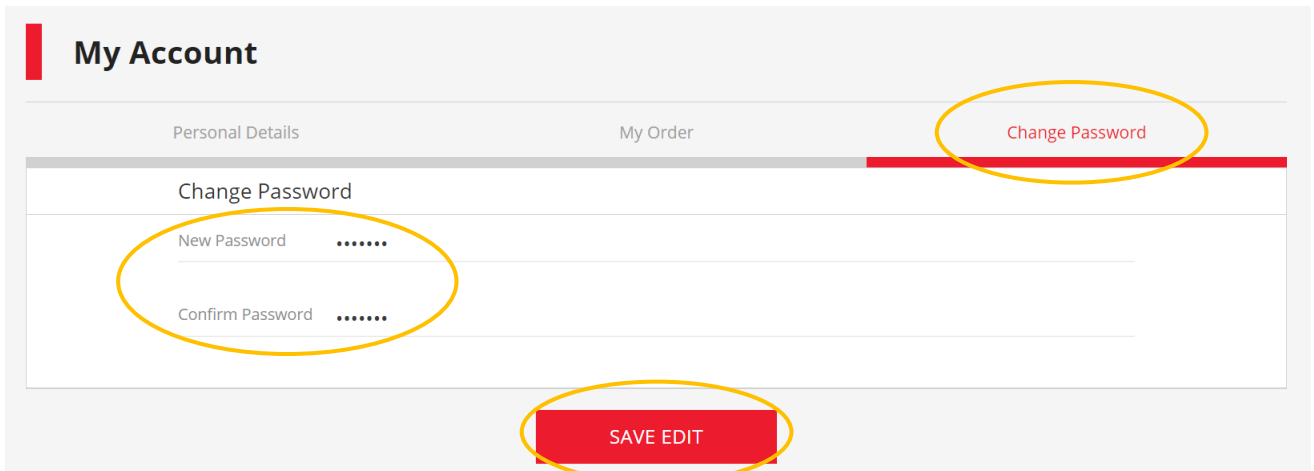 My Account
Personal Details My Order Change Password
Change Password
New Password •••••••
Confirm Password •••••••
SAVE EDIT